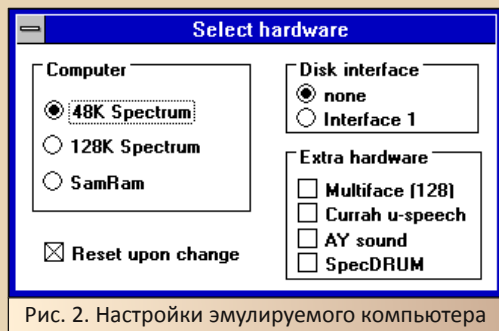 Select hardware
Computer
48K Spectrum
128K Spectrum
SamRam
Reset upon change
Disk interface
none
Interface 1
Extra hardware
Multiface (128)
Currah u-speech
AY sound
SpecDRUM
Рис. 2. Настройки эмулируемого компьютера